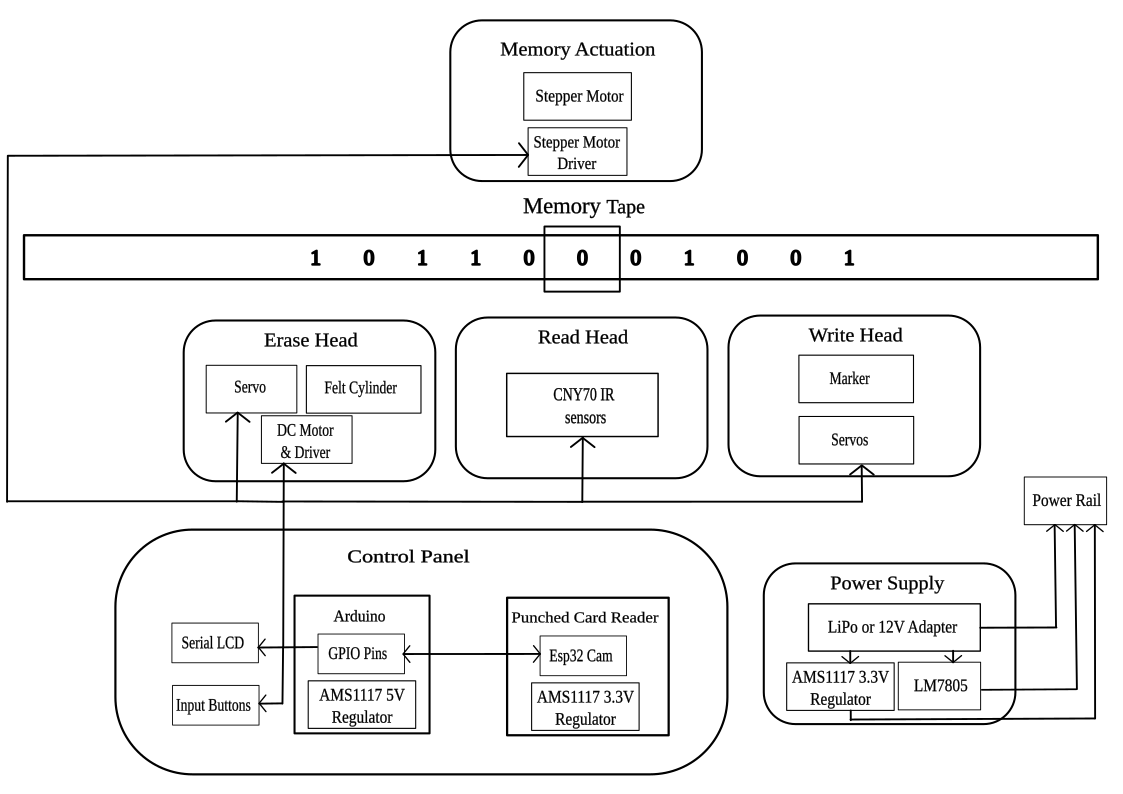 Memory Actuation
Stepper Motor
Stepper Motor
Driver
Memory Tape
1 0 1 1 0 0 0 1 0 0 1
Erase Head
Servo
Felt Cylinder
DC Motor
& Driver
Read Head
CNY70 IR
sensors
Write Head
Marker
Servos
Power Rail
Control Panel
Serial LCD
Input Buttons
Arduino
GPIO Pins
AMS1117 5V
Regulator
Punched Card Reader
Esp32 Cam
AMS1117 3.3V
Regulator
Power Supply
LiPo or 12V Adapter
AMS1117 3.3V
Regulator
LM7805